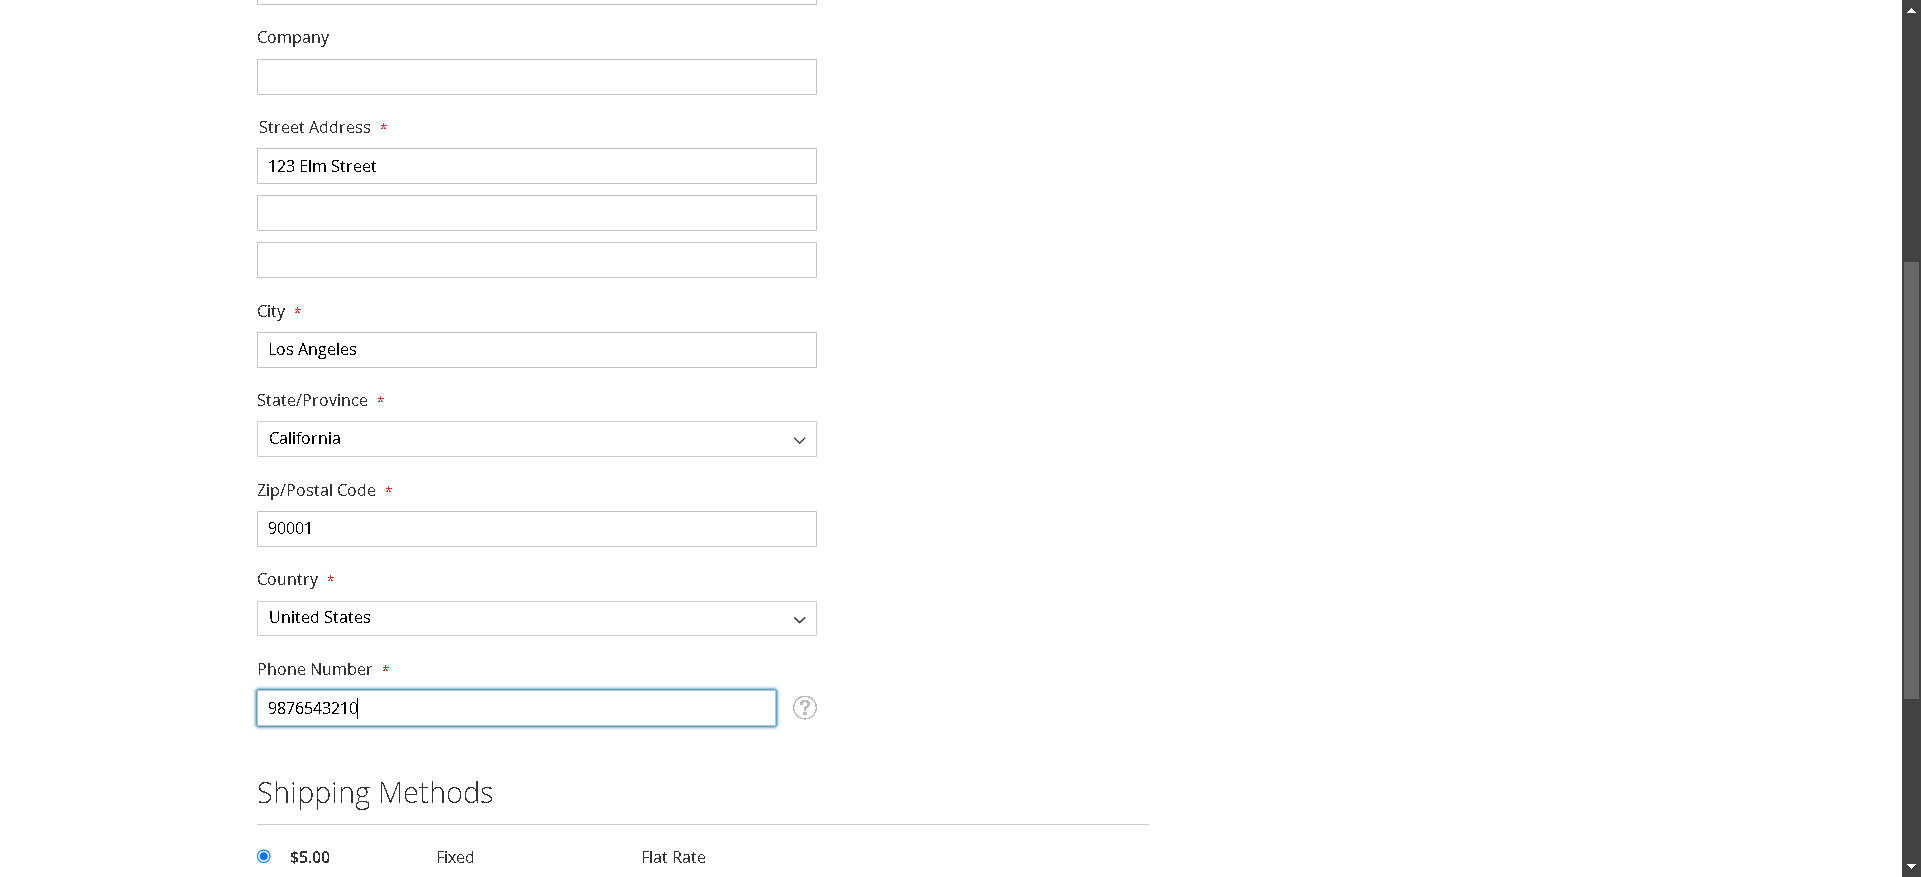 Company
Street Address *
123 Elm Street
City *
Los Angeles
State/Province *
California
Zip/Postal Code *
90001
Country *
United States
Phone Number *
9876543210
?
Shipping Methods
$5.00 Fixed Flat Rate